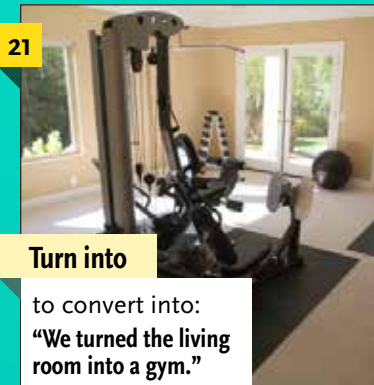 21
Turn into
to convert into:
“We turned the living
room into a gym.”